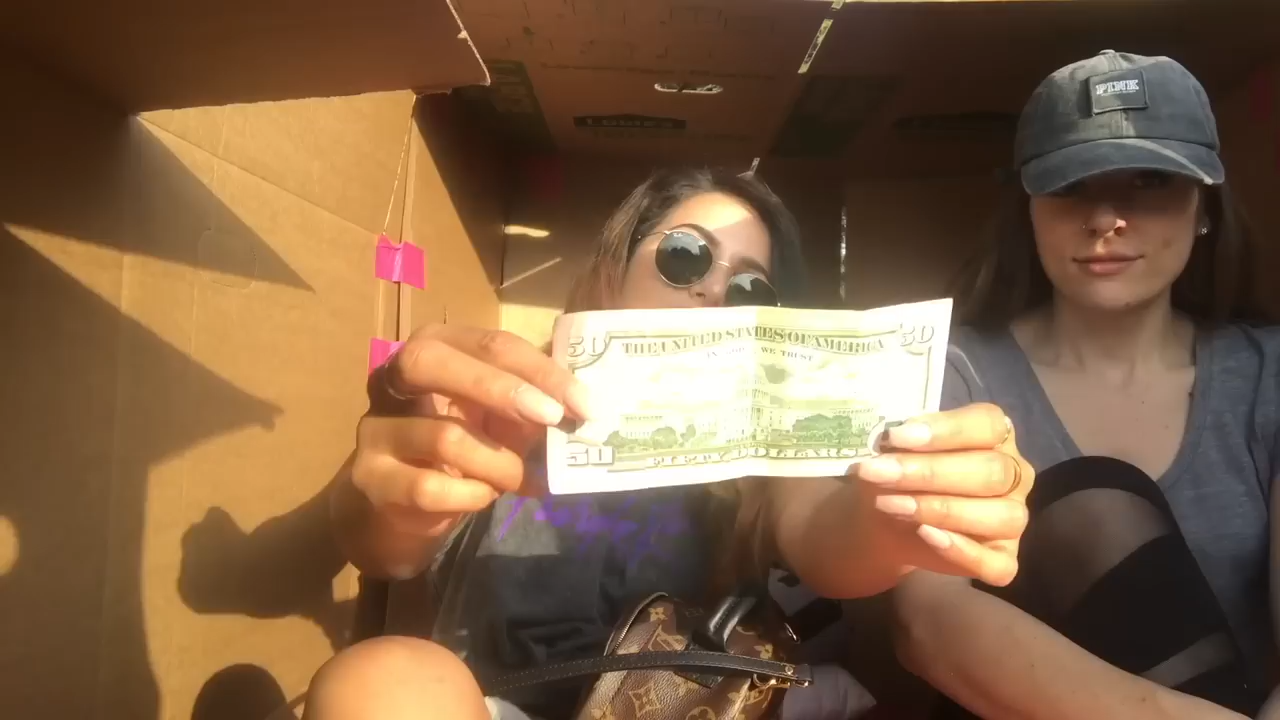 PINK
50 THE UNITED STATES OF AMERICA 50
IN GOD WE TRUST
50 FIFTY DOLLARS